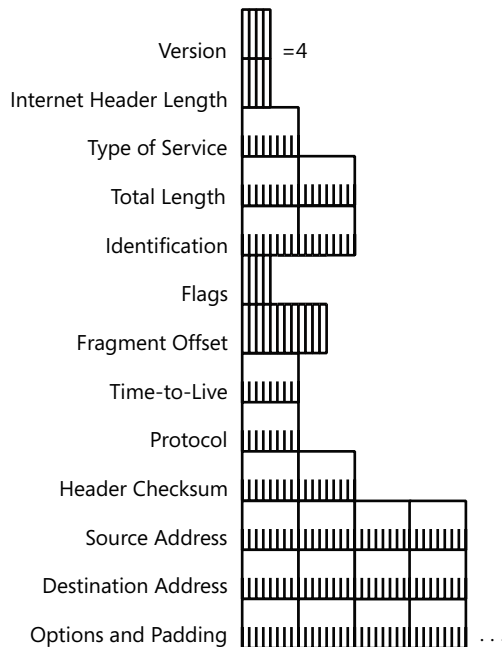 Version =4
Internet Header Length
Type of Service
Total Length
Identification
Flags
Fragment Offset
Time-to-Live
Protocol
Header Checksum
Source Address
Destination Address
Options and Padding ...